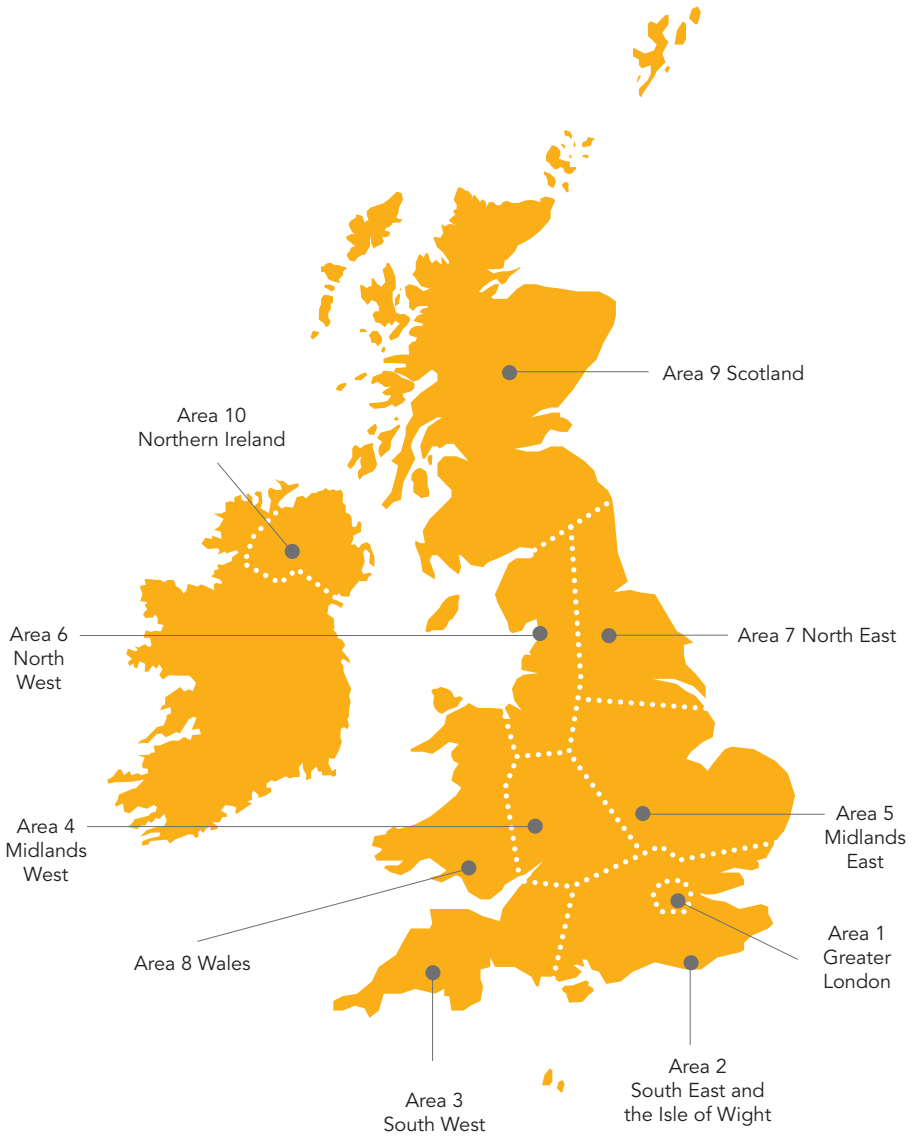 Area 9 Scotland
Area 10
Northern Ireland
Area 6
North
West
Area 7 North East
Area 4
Midlands
West
Area 5
Midlands
East
Area 8 Wales
Area 1
Greater
London
Area 3
South West
Area 2
South East and
the Isle of Wight